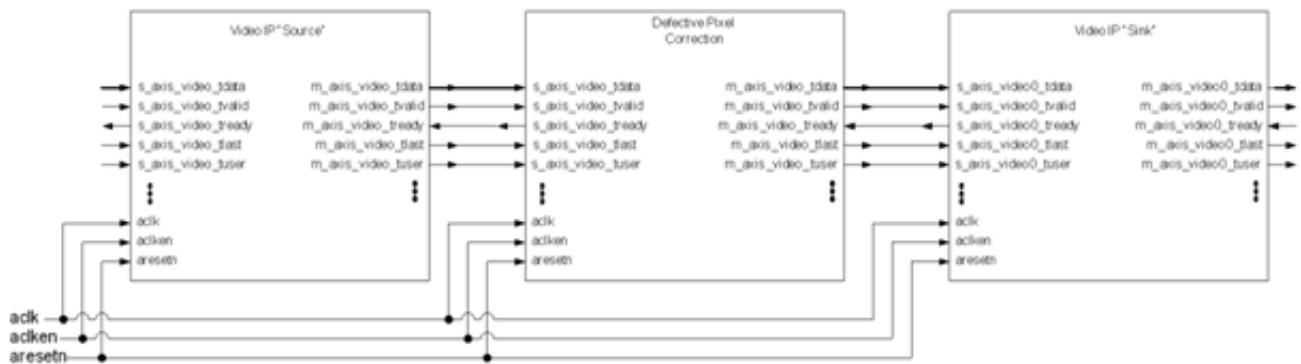 Video IP "Source"
s_axis_video_tdata m_axis_video_tdata
s_axis_video_tvalid m_axis_video_tvalid
s_axis_video_tready m_axis_video_tready
s_axis_video_tlast m_axis_video_tlast
s_axis_video_tuser m_axis_video_tuser
aclk
aclken
aresetn
Defective Pixel
Correction
s_axis_video_tdata m_axis_video_tdata
s_axis_video_tvalid m_axis_video_tvalid
s_axis_video_tready m_axis_video_tready
s_axis_video_tlast m_axis_video_tlast
s_axis_video_tuser m_axis_video_tuser
aclk
aclken
aresetn
Video IP "Sink"
s_axis_video0_tdata m_axis_video0_tdata
s_axis_video0_tvalid m_axis_video0_tvalid
s_axis_video0_tready m_axis_video0_tready
s_axis_video0_tlast m_axis_video0_tlast
s_axis_video0_tuser m_axis_video0_tuser
aclk
aclken
aresetn
aclk
aclken
aresetn